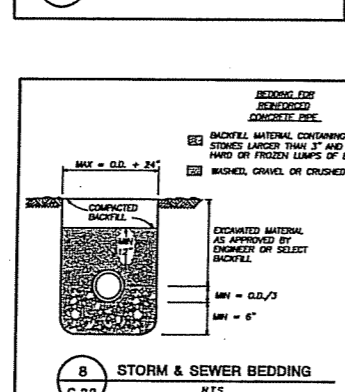 BEDDING FOR
REINFORCED
CONCRETE PIPE
BACKFILL MATERIAL CONTAINING
STONES LARGER THAN 3" AND
HARD OR FROZEN LUMPS OF
WASHED, GRAVEL OR CRUSHED
MAX = O.D. + 24"
COMPACTED
BACKFILL
MIN
12"
EXCAVATED MATERIAL
AS APPROVED BY
ENGINEER OR SELECT
BACKFILL
MIN = O.D./3
MIN = 6"
8 STORM & SEWER BEDDING
NTS